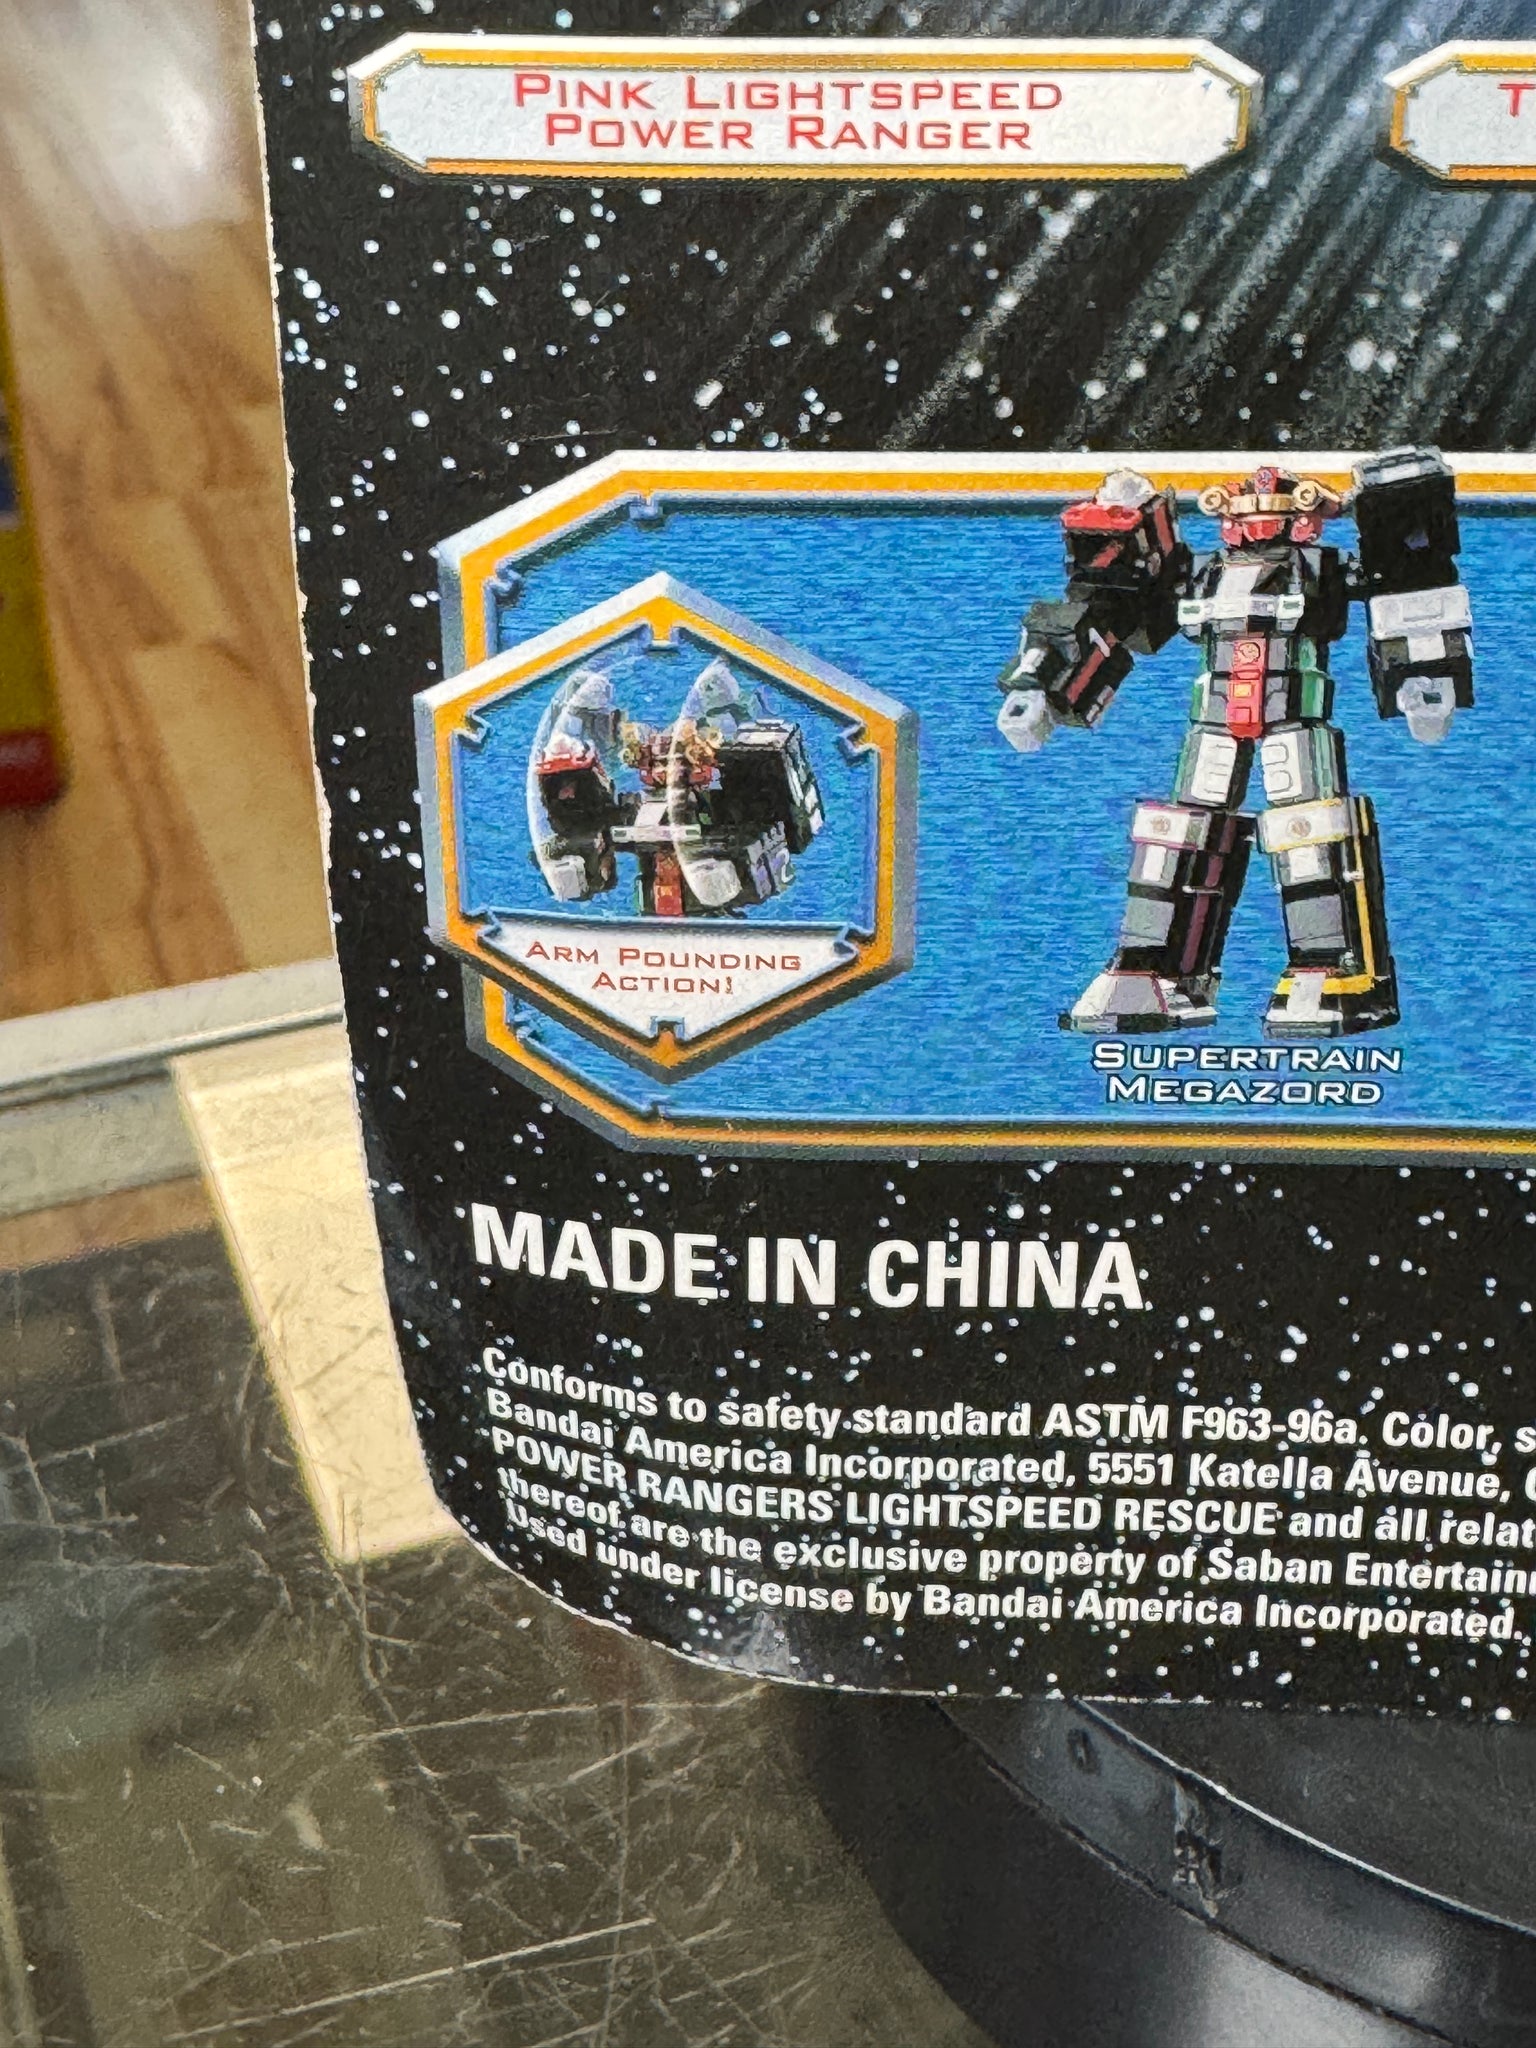 PINK LIGHTSPEED
POWER RANGER
T
ARM POUNDING
ACTION!
SUPERTRAIN
MEGAZORD
MADE IN CHINA
Conforms to safety standard ASTM F963-96a. Color, s
Bandai America Incorporated, 5551 Katella Avenue, C
POWER RANGERS LIGHTSPEED RESCUE and all relat
thereof are the exclusive property of Saban Entertain
Used under license by Bandai America Incorporated.